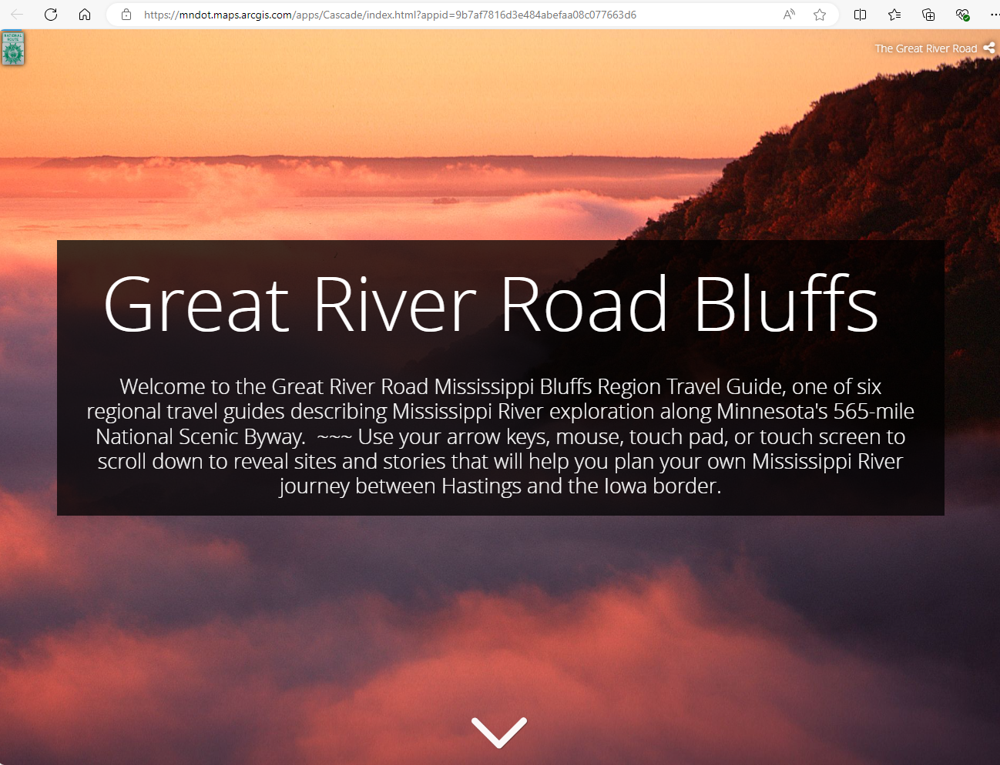 https://mndot.maps.arcgis.com/apps/Cascade/index.html?appid=9b7af7816d3e484abefaa08c077663d6
NATIONAL
ROUTE
The Great River Road
Great River Road Bluffs
Welcome to the Great River Road Mississippi Bluffs Region Travel Guide, one of six
regional travel guides describing Mississippi River exploration along Minnesota's 565-mile
National Scenic Byway.  ~~~ Use your arrow keys, mouse, touch pad, or touch screen to
scroll down to reveal sites and stories that will help you plan your own Mississippi River
journey between Hastings and the Iowa border.